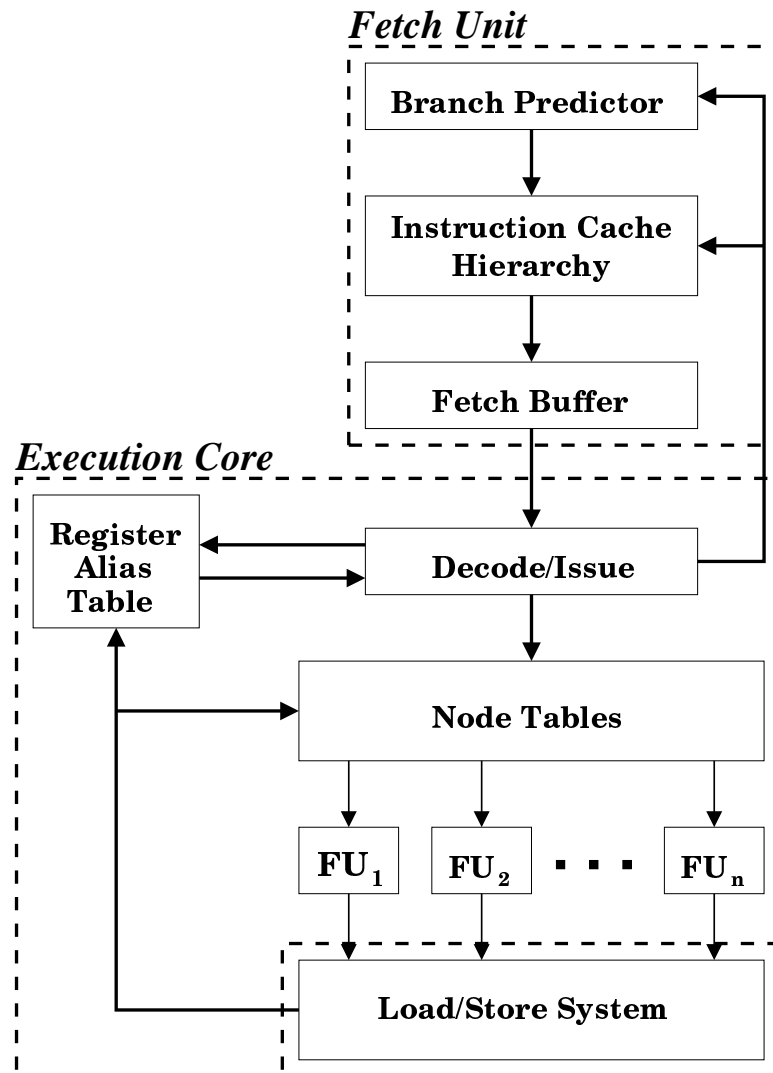 Fetch Unit
Branch Predictor
Instruction Cache
Hierarchy
Fetch Buffer
Execution Core
Register
Alias
Table
Decode/Issue
Node Tables
FU1
FU2
. . .
FUn
Load/Store System